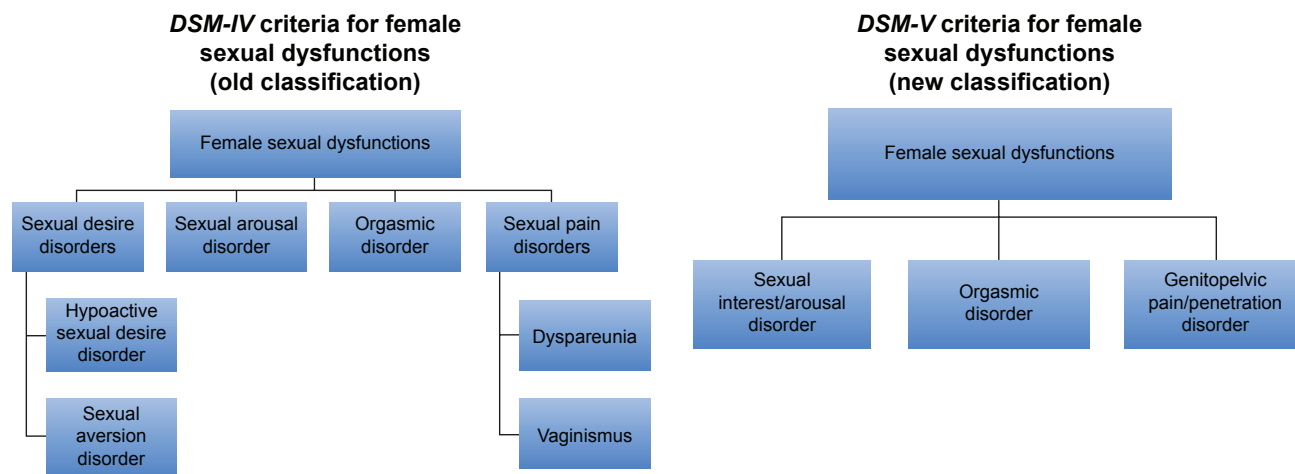 DSM-IV criteria for female
sexual dysfunctions
(old classification)
Female sexual dysfunctions
Sexual desire
disorders
Sexual arousal
disorder
Orgasmic
disorder
Sexual pain
disorders
Hypoactive
sexual desire
disorder
Sexual
aversion
disorder
Dyspareunia
Vaginismus
DSM-V criteria for female
sexual dysfunctions
(new classification)
Female sexual dysfunctions
Sexual
interest/arousal
disorder
Orgasmic
disorder
Genitopelvic
pain/penetration
disorder